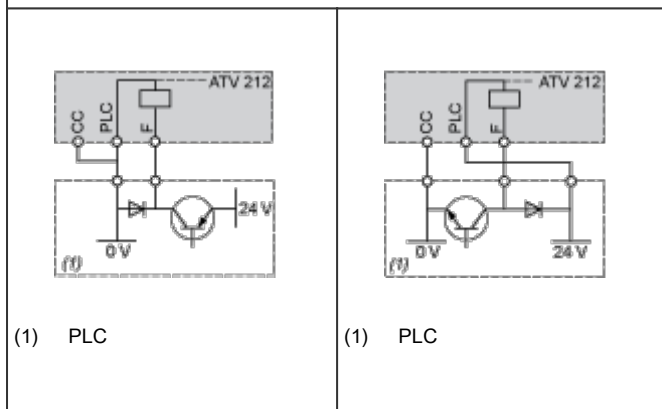 ATV 212
CC
PLC
F
24 V
0 V
(1)
(1) PLC
ATV 212
CC
PLC
F
0 V
24 V
(1)
(1) PLC